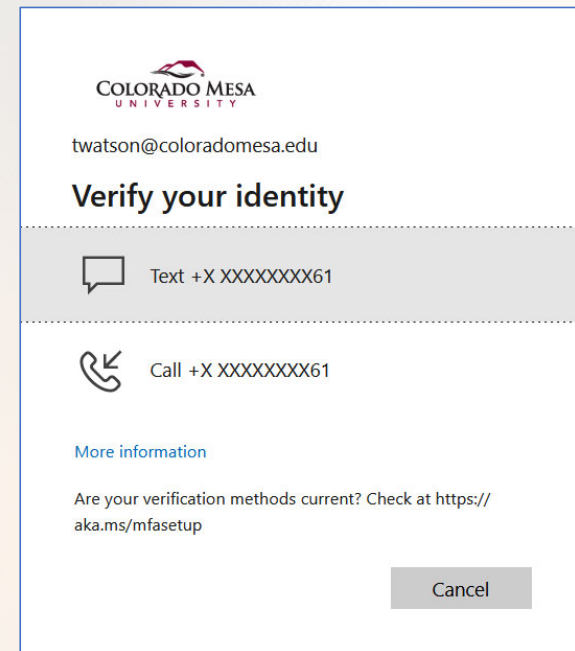 COLORADO MESA
UNIVERSITY
twatson@coloradomesa.edu
Verify your identity
Text +X XXXXXXXX61
Call +X XXXXXXXX61
More information
Are your verification methods current? Check at https://
aka.ms/mfasetup
Cancel